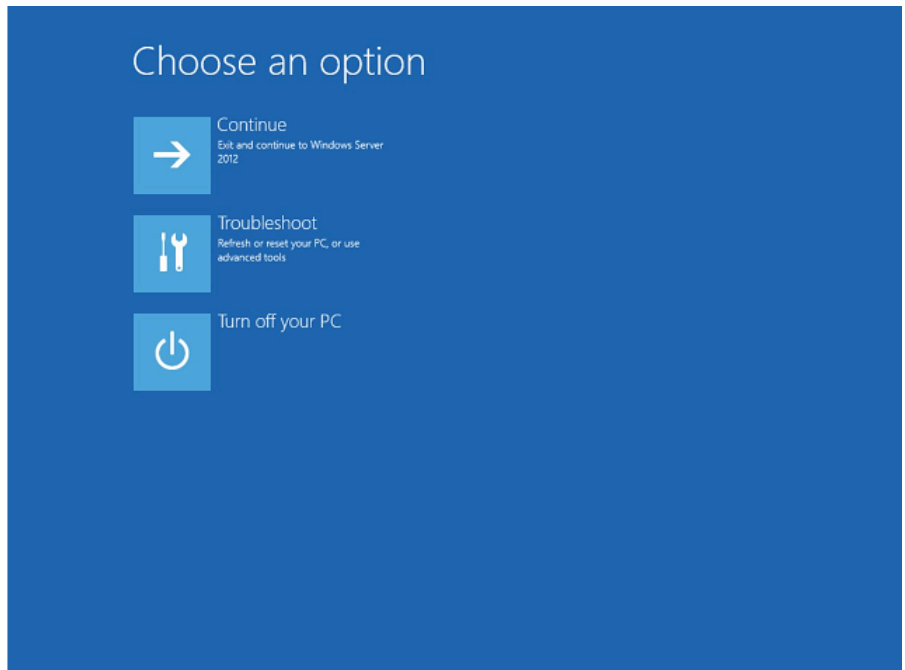 Choose an option
Continue
Exit and continue to Windows Server
2012
Troubleshoot
Refresh or reset your PC, or use
advanced tools
Turn off your PC